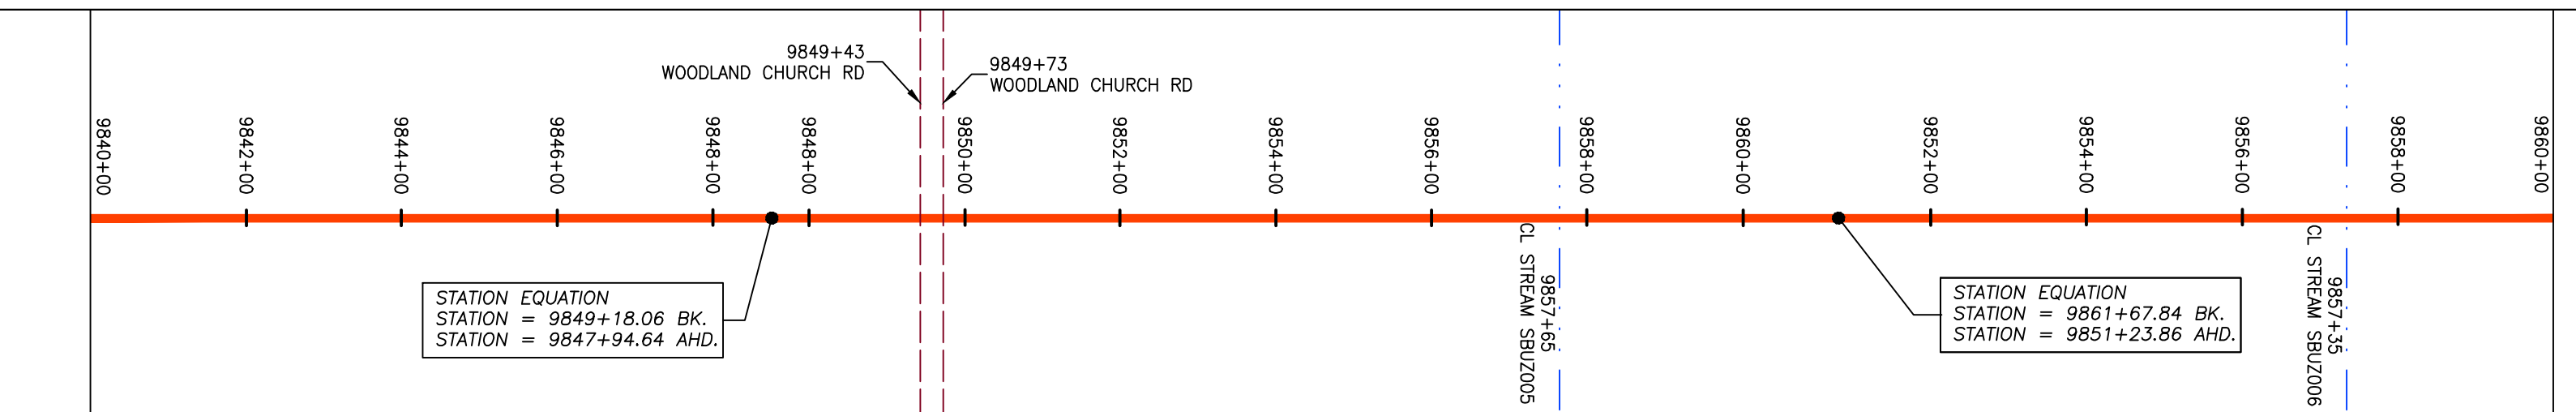 9849+43
WOODLAND CHURCH RD
9849+73
WOODLAND CHURCH RD
9840+00
9842+00
9844+00
9846+00
9848+00
9848+00
9850+00
9852+00
9854+00
9856+00
9858+00
9860+00
9852+00
9854+00
9856+00
9858+00
9860+00
STATION EQUATION
STATION = 9849+18.06 BK.
STATION = 9847+94.64 AHD.
9857+65
CL STREAM SBUZ005
STATION EQUATION
STATION = 9861+67.84 BK.
STATION = 9851+23.86 AHD.
9857+35
CL STREAM SBUZ006